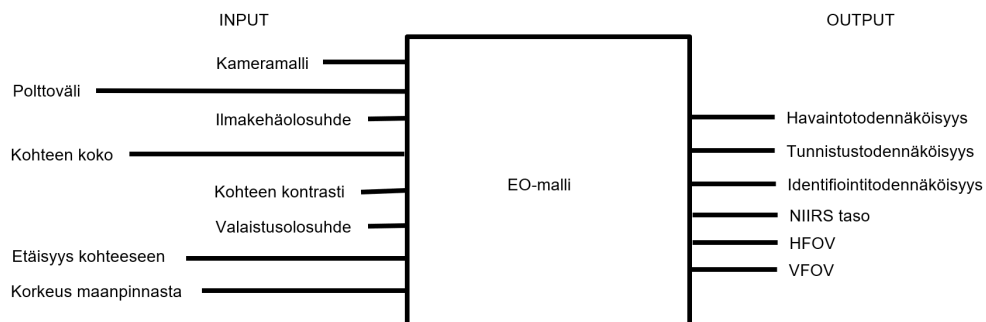 INPUT
OUTPUT
Kameramalli
Polttoväli
Ilmakehäolosuhde
Kohteen koko
Kohteen kontrasti
Valaistusolosuhde
Etäisyys kohteeseen
Korkeus maanpinnasta
EO-malli
Havaintotodennäköisyys
Tunnistustodennäköisyys
Identifiointitodennäköisyys
NIIRS taso
HFOV
VFOV